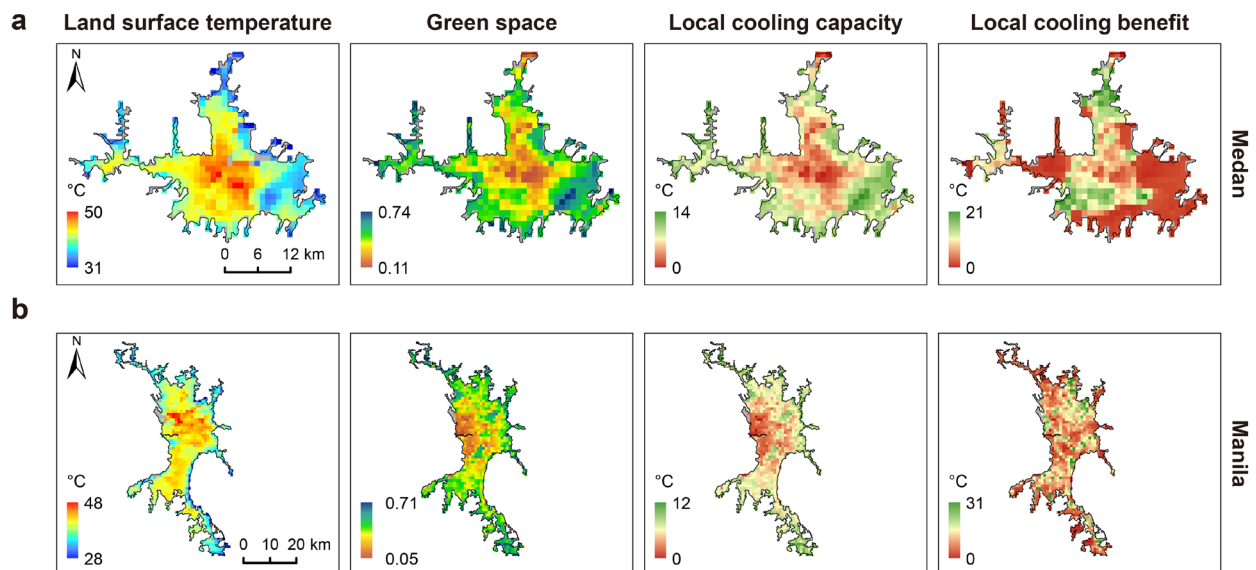 a
Land surface temperature
Green space
Local cooling capacity
Local cooling benefit
N
°C
50
31
0 6 12 km
0.74
0.11
°C
14
0
°C
21
0
Medan
b
N
°C
48
28
0 10 20 km
0.71
0.05
°C
12
0
°C
31
0
Manila